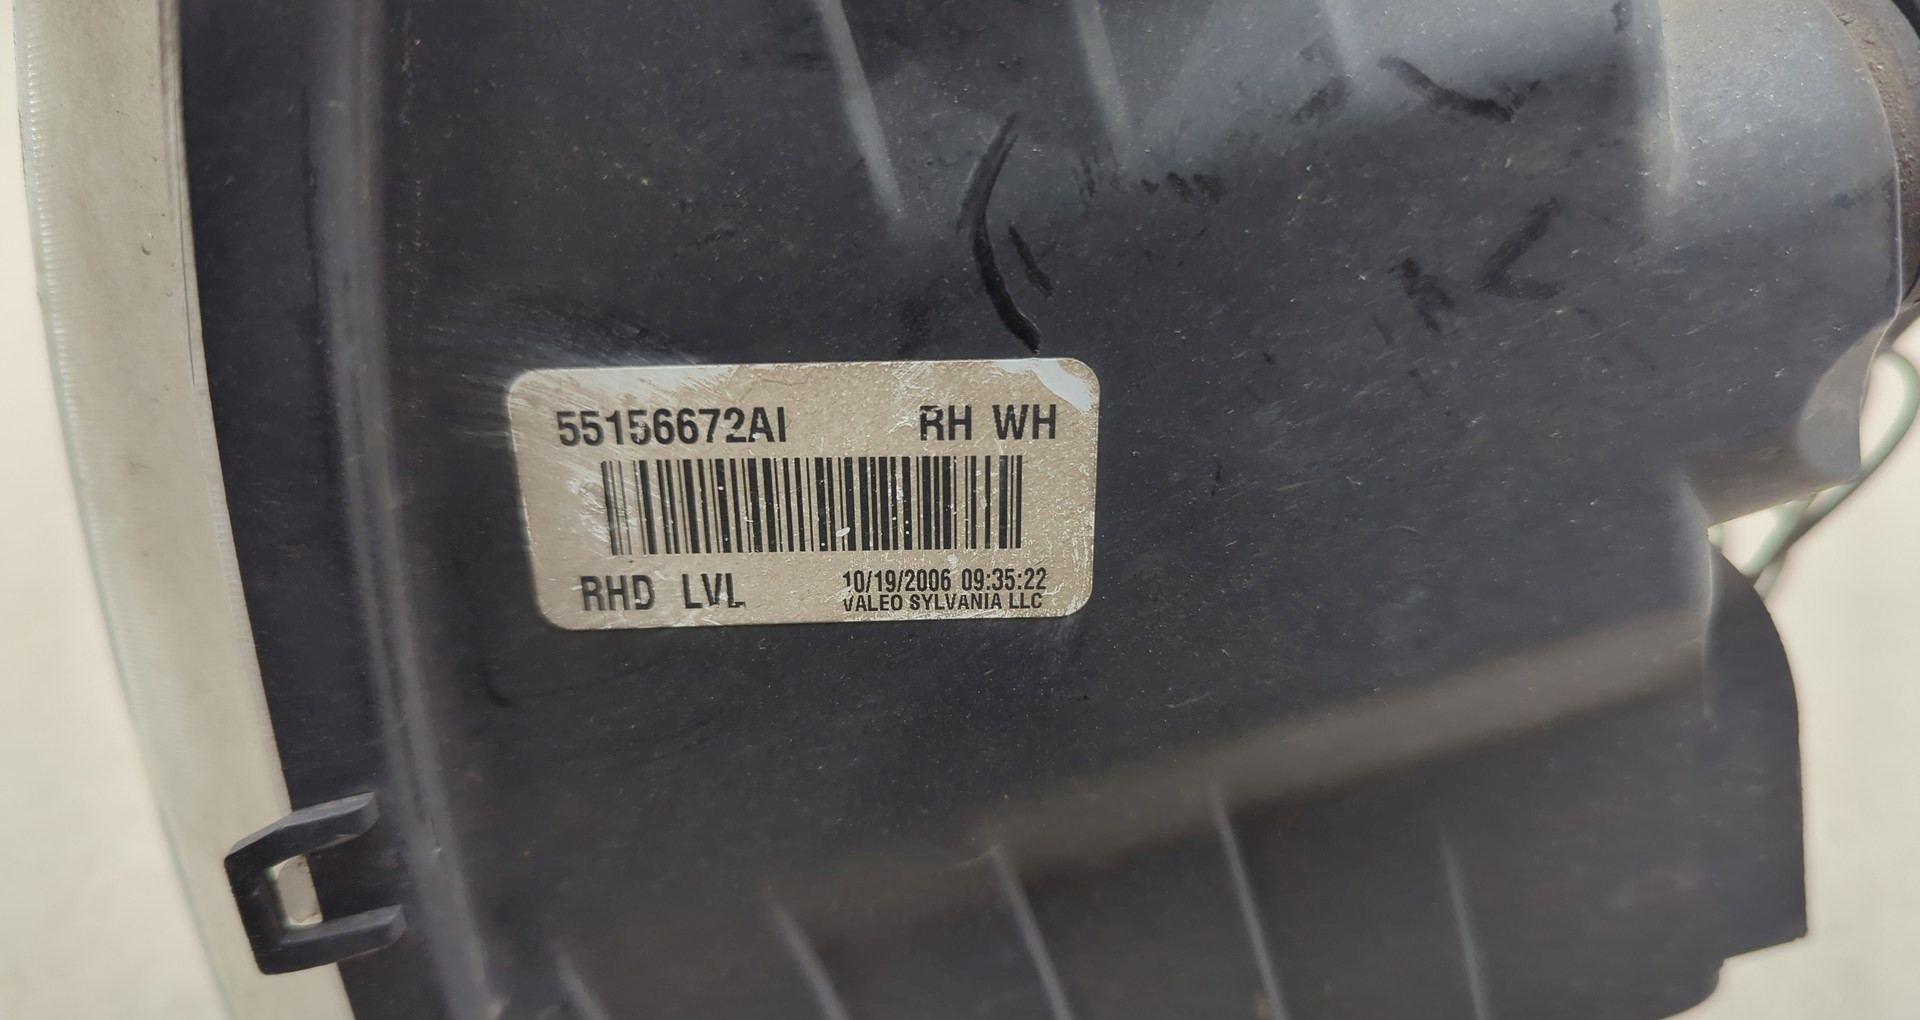 55156672AI RH WH
RHD LVL
10/19/2006 09:35:22
VALEO SYLVANIA LLC